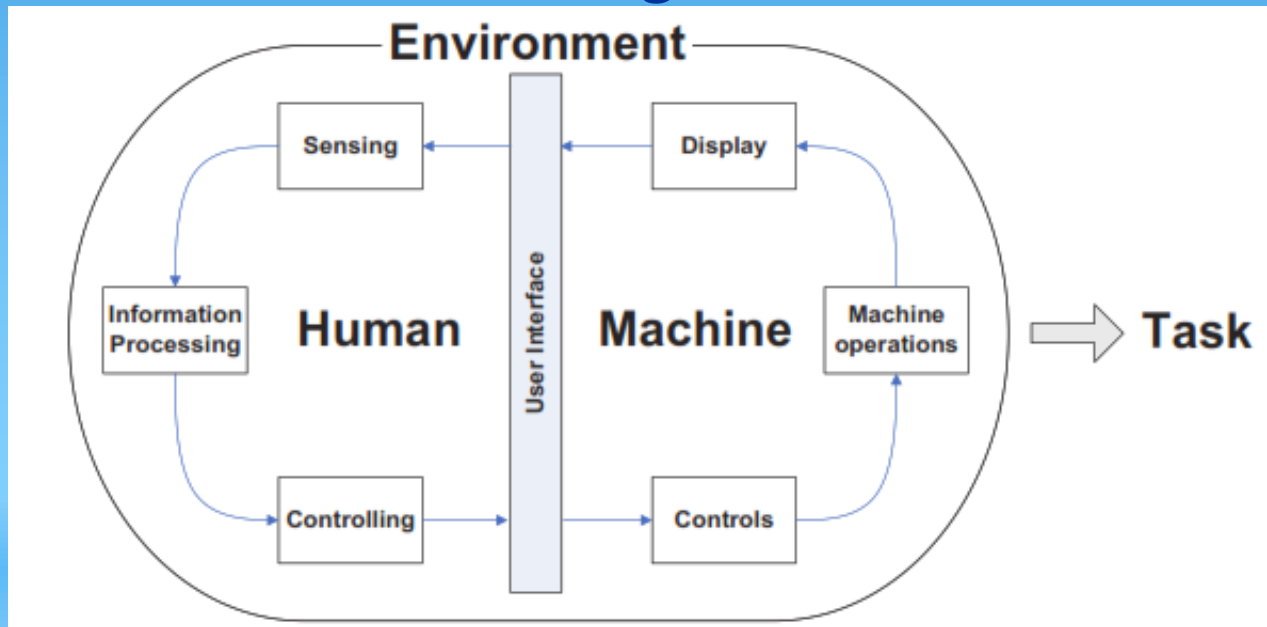 Environment
Sensing
Display
User Interface
Information
Processing
Human
Machine
Machine
operations
Task
Controlling
Controls